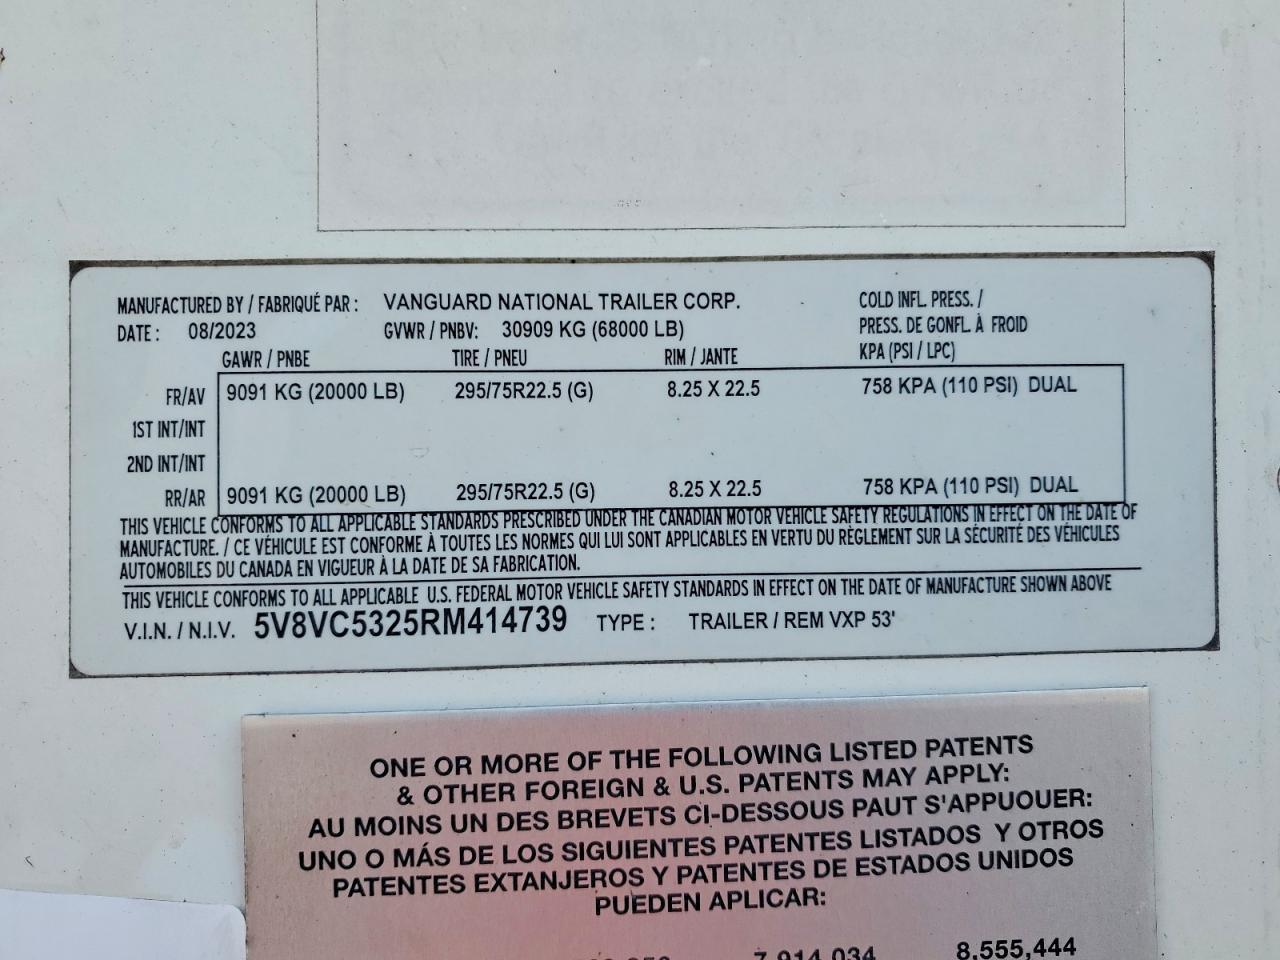 MANUFACTURED BY / FABRIQUÉ PAR : VANGUARD NATIONAL TRAILER CORP. COLD INFL. PRESS. /
DATE : 08/2023 GVWR / PNBV: 30909 KG (68000 LB) PRESS. DE GONFL. À FROID
GAWR / PNBE TIRE / PNEU RIM / JANTE KPA (PSI / LPC)
FR/AV 9091 KG (20000 LB) 295/75R22.5 (G) 8.25 X 22.5 758 KPA (110 PSI) DUAL
1ST INT/INT
2ND INT/INT
RR/AR 9091 KG (20000 LB) 295/75R22.5 (G) 8.25 X 22.5 758 KPA (110 PSI) DUAL
THIS VEHICLE CONFORMS TO ALL APPLICABLE STANDARDS PRESCRIBED UNDER THE CANADIAN MOTOR VEHICLE SAFETY REGULATIONS IN EFFECT ON THE DATE OF
MANUFACTURE. / CE VÉHICULE EST CONFORME À TOUTES LES NORMES QUI LUI SONT APPLICABLES EN VERTU DU RÈGLEMENT SUR LA SÉCURITÉ DES VÉHICULES
AUTOMOBILES DU CANADA EN VIGUEUR À LA DATE DE SA FABRICATION.
THIS VEHICLE CONFORMS TO ALL APPLICABLE U.S. FEDERAL MOTOR VEHICLE SAFETY STANDARDS IN EFFECT ON THE DATE OF MANUFACTURE SHOWN ABOVE
V.I.N. / N.I.V. 5V8VC5325RM414739 TYPE : TRAILER / REM VXP 53'
ONE OR MORE OF THE FOLLOWING LISTED PATENTS
& OTHER FOREIGN & U.S. PATENTS MAY APPLY:
AU MOINS UN DES BREVETS CI-DESSOUS PAUT S'APPUOUER:
UNO O MÁS DE LOS SIGUIENTES PATENTES LISTADOS Y OTROS
PATENTES EXTANJEROS Y PATENTES DE ESTADOS UNIDOS
PUEDEN APLICAR:
7,914,034 8,555,444